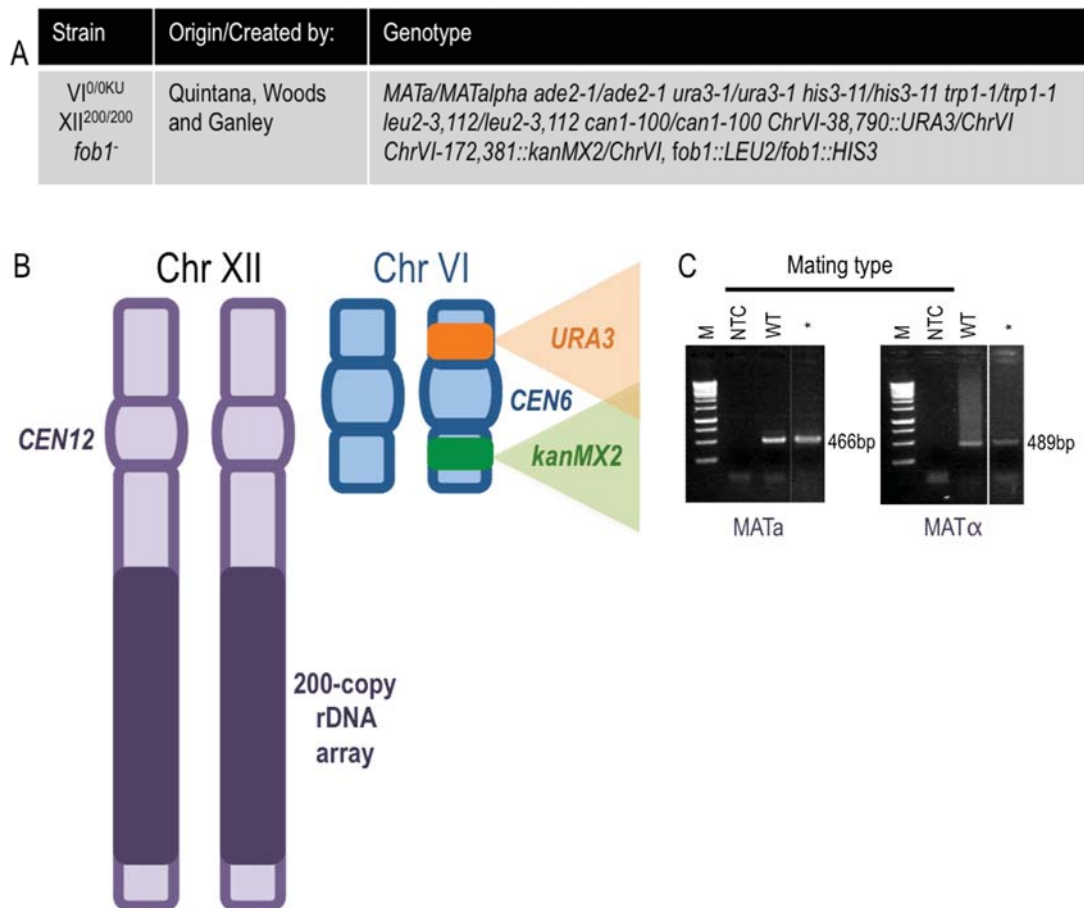 A
Strain
Origin/Created by:
Genotype
VI0/0KU
XII200/200
fob1-
Quintana, Woods
and Ganley
MATa/MATalpha ade2-1/ade2-1 ura3-1/ura3-1 his3-11/his3-11 trp1-1/trp1-1
leu2-3,112/leu2-3,112 can1-100/can1-100 ChrVI-38,790::URA3/ChrVI
ChrVI-172,381::kanMX2/ChrVI, fob1::LEU2/fob1::HIS3
B
Chr XII
Chr VI
URA3
CEN6
kanMX2
CEN12
200-copy
rDNA
array
C
Mating type
M
NTC
WT
*
M
NTC
WT
*
466bp
489bp
MATa
MATα